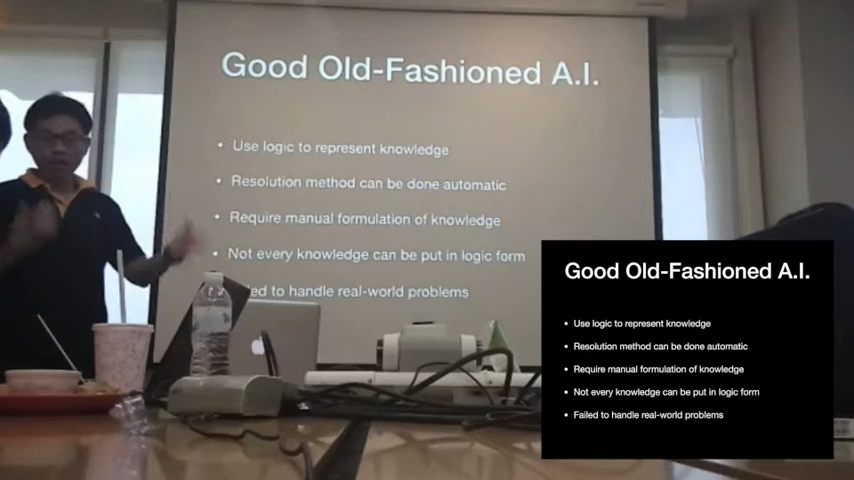 Good Old-Fashioned A.I.
• Use logic to represent knowledge
• Resolution method can be done automatic
• Require manual formulation of knowledge
• Not every knowledge can be put in logic form
ed to handle real-world problems
Good Old-Fashioned A.I.
• Use logic to represent knowledge
• Resolution method can be done automatic
• Require manual formulation of knowledge
• Not every knowledge can be put in logic form
• Failed to handle real-world problems